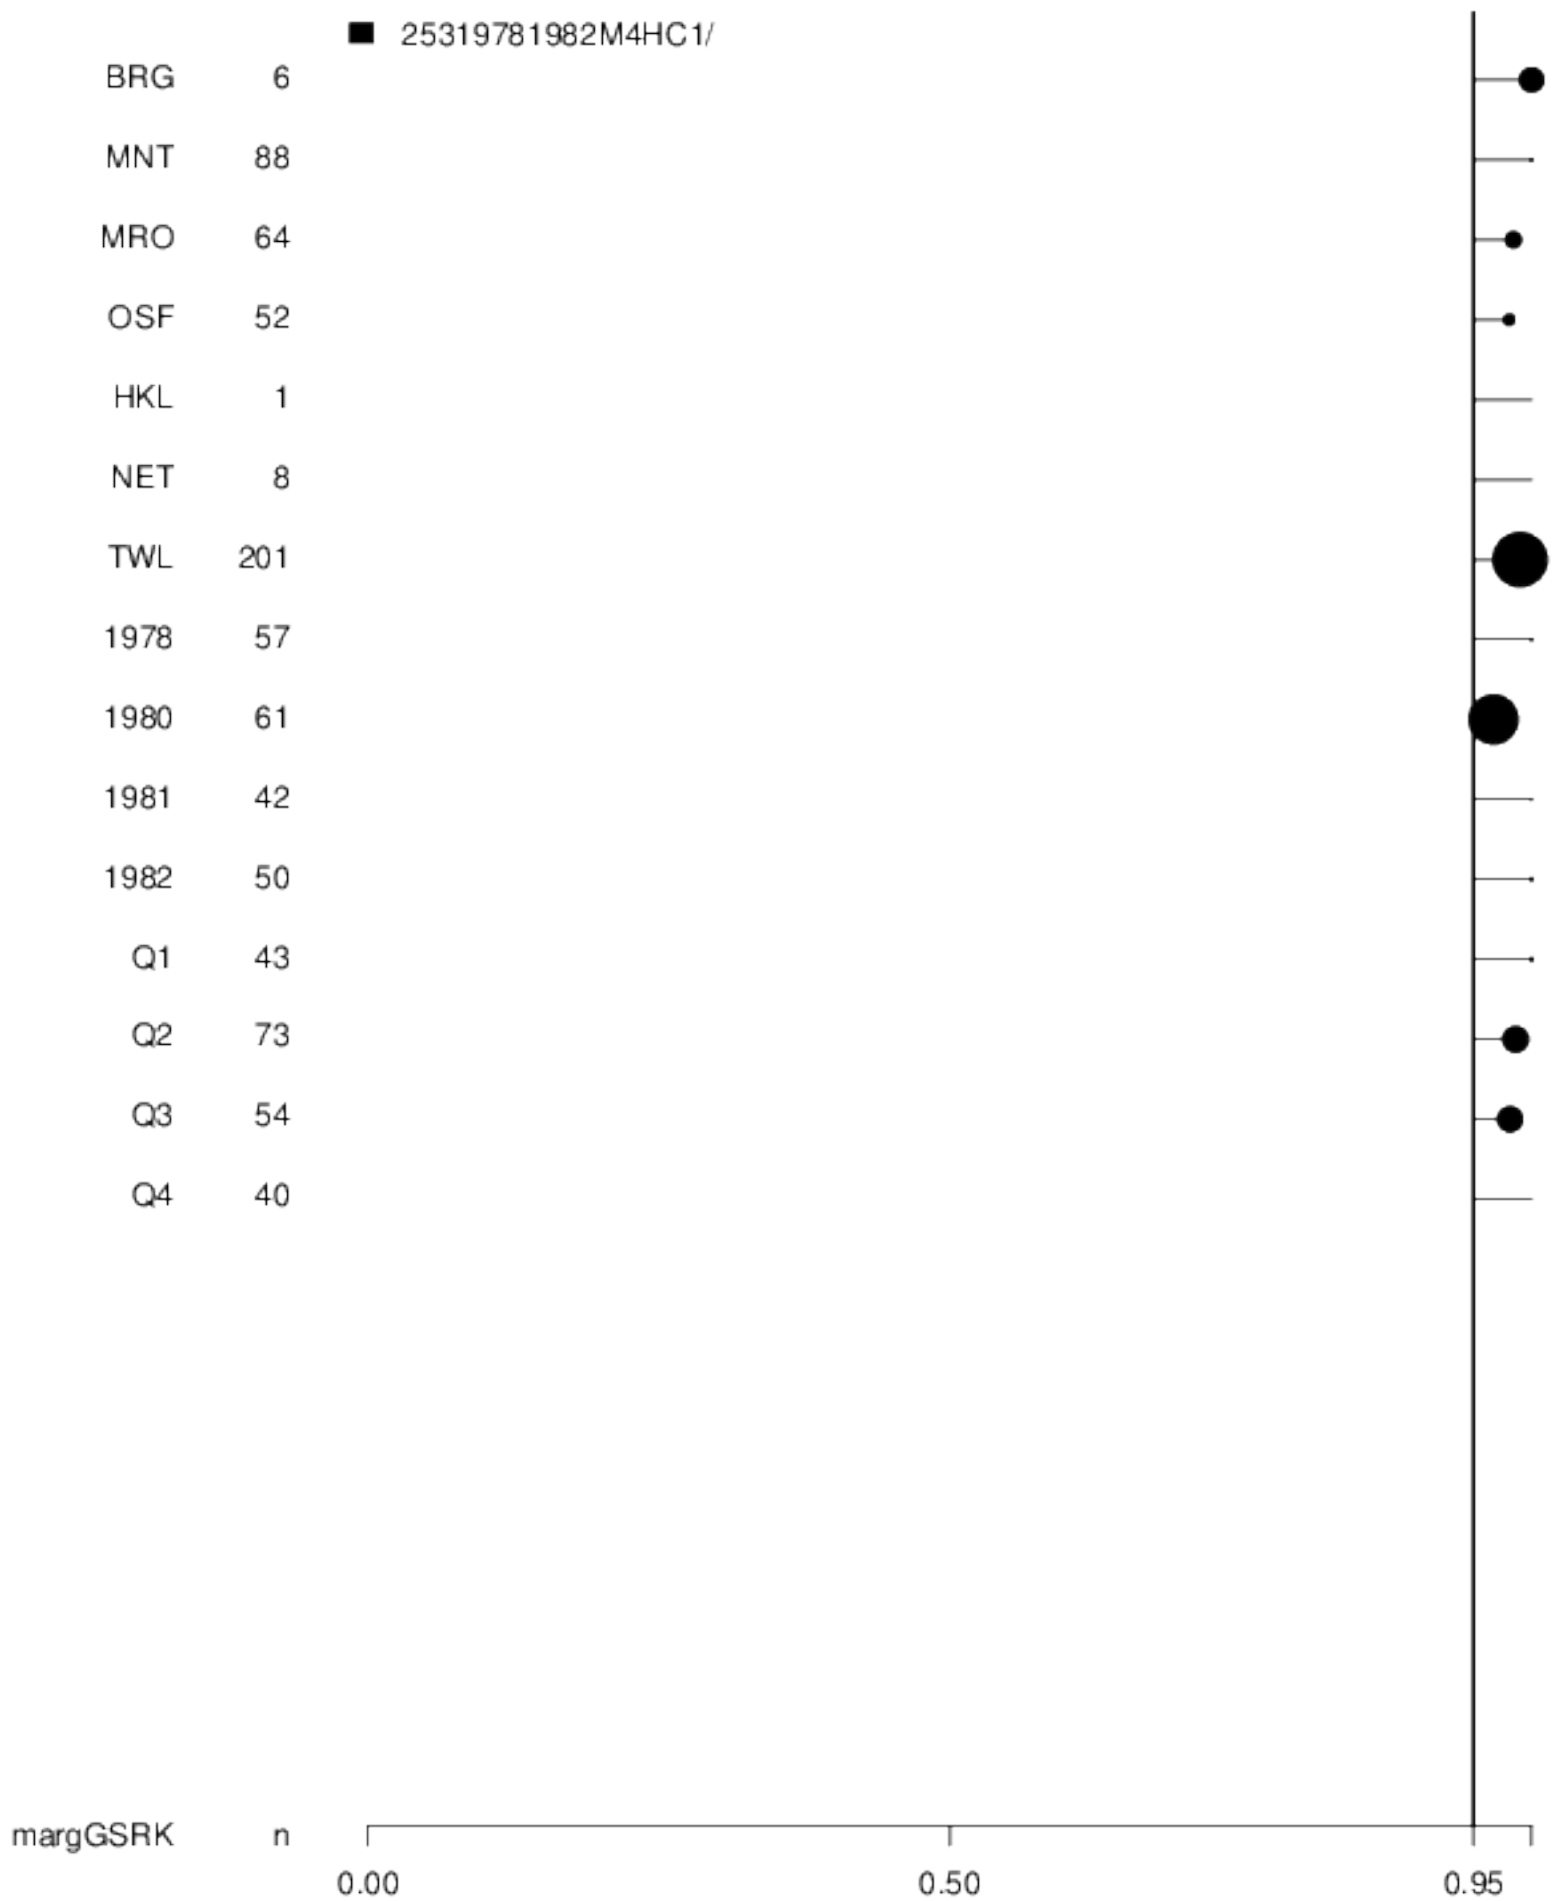 25319781982M4HC1/
BRG 6
MNT 88
MRO 64
OSF 52
HKL 1
NET 8
TWL 201
1978 57
1980 61
1981 42
1982 50
Q1 43
Q2 73
Q3 54
Q4 40
margGSRK n
0.00 0.50 0.95